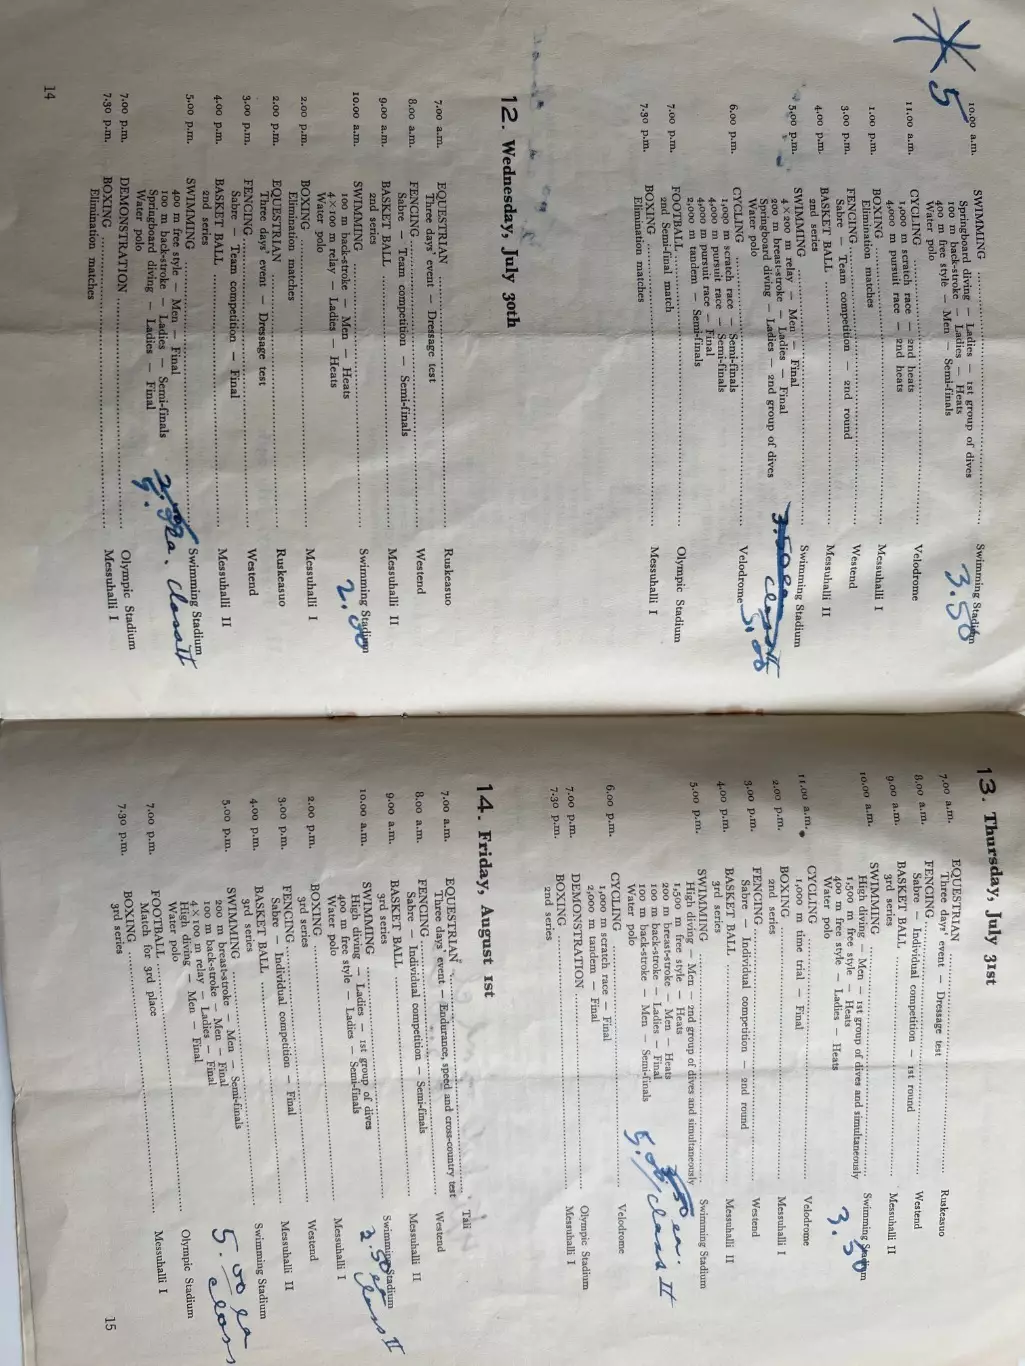 *5
10.00 a.m. SWIMMING Swimming Stadium
3.50
Springboard diving — Ladies — 1st group of dives
100 m back-stroke — Ladies — Heats
400 m free style — Men — Semi-finals
Water polo
11.00 a.m. CYCLING Velodrome
1,000 m scratch race — 2nd heats
4,000 m pursuit race — 2nd heats
1.00 p.m. BOXING Messuhalli I
Elimination matches
3.00 p.m. FENCING Westend
Sabre — Team competition — 2nd round
4.00 p.m. BASKET BALL Messuhalli II
2nd series
5.00 p.m. SWIMMING Swimming Stadium
4×200 m relay — Men — Final
200 m breast-stroke — Ladies — Final
Springboard diving — Ladies — 2nd group of dives
Water polo
3.50 ea class II
5.00
6.00 p.m. CYCLING Velodrome
1,000 m scratch race — Semi-finals
4,000 m pursuit race — Semi-finals
4,000 m pursuit race — Final
2,000 m tandem — Semi-finals
7.00 p.m. FOOTBALL Olympic Stadium
2nd Semi-final match
7.30 p.m. BOXING Messuhalli I
Elimination matches
12. Wednesday, July 30th
7.00 a.m. EQUESTRIAN Ruskeasuo
Three days' event — Dressage test
8.00 a.m. FENCING Westend
Sabre — Team competition — Semi-finals
9.00 a.m. BASKET BALL Messuhalli II
2nd series
10.00 a.m. SWIMMING Swimming Stadium
2.00
100 m back-stroke — Men — Heats
4×100 m relay — Ladies — Heats
Water polo
2.00 p.m. BOXING Messuhalli I
Elimination matches
2.00 p.m. EQUESTRIAN Ruskeasuo
Three days' event — Dressage test
3.00 p.m. FENCING Westend
Sabre — Team competition — Final
4.00 p.m. BASKET BALL Messuhalli II
2nd series
5.00 p.m. SWIMMING Swimming Stadium
400 m free style — Men — Final
100 m back-stroke — Ladies — Semi-finals
Springboard diving — Ladies — Final
Water polo
5. ea. class II
7.00 p.m. DEMONSTRATION Olympic Stadium
7.30 p.m. BOXING Messuhalli I
Elimination matches
14
13. Thursday, July 31st
7.00 a.m. EQUESTRIAN Ruskeasuo
Three days' event — Dressage test
8.00 a.m. FENCING Westend
Sabre — Individual competition — 1st round
9.00 a.m. BASKET BALL Messuhalli II
3rd series
10.00 a.m. SWIMMING Swimming Stadium
3.50
High diving — Men — 1st group of dives and simultaneously
1,500 m free style — Heats
400 m free style — Ladies — Heats
Water polo
11.00 a.m. CYCLING Velodrome
1,000 m time trial — Final
2.00 p.m. BOXING Messuhalli I
2nd series
3.00 p.m. FENCING Westend
Sabre — Individual competition — 2nd round
4.00 p.m. BASKET BALL Messuhalli II
3rd series
5.00 p.m. SWIMMING Swimming Stadium
High diving — Men — 2nd group of dives and simultaneously
1,500 m free style — Heats
200 m breast-stroke — Men — Heats
100 m back-stroke — Ladies — Final
100 m back-stroke — Men — Semi-finals
Water polo
5.00 class II
6.00 p.m. CYCLING Velodrome
1,000 m scratch race — Final
2,000 m tandem — Final
7.00 p.m. DEMONSTRATION Olympic Stadium
7.30 p.m. BOXING Messuhalli I
2nd series
14. Friday, August 1st
7.00 a.m. EQUESTRIAN Tali
Three days' event — Endurance, speed and cross-country test
8.00 a.m. FENCING Westend
Sabre — Individual competition — Semi-finals
9.00 a.m. BASKET BALL Messuhalli II
3rd series
10.00 a.m. SWIMMING Swimming Stadium
3.50 ea class II
High diving — Ladies — 1st group of dives
400 m free style — Ladies — Semi-finals
Water polo
2.00 p.m. BOXING Messuhalli I
3rd series
3.00 p.m. FENCING Westend
Sabre — Individual competition — Final
4.00 p.m. BASKET BALL Messuhalli II
3rd series
5.00 p.m. SWIMMING Swimming Stadium
200 m breast-stroke — Men — Semi-finals
100 m back-stroke — Men — Final
4×100 m relay — Ladies — Final
High diving — Men — Final
Water polo
5.00 ea class
7.00 p.m. FOOTBALL Olympic Stadium
Match for 3rd place
7.30 p.m. BOXING Messuhalli I
3rd series
15